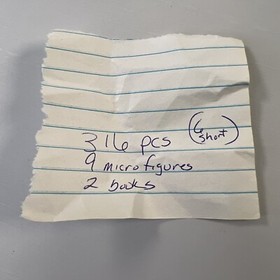 316 pcs (6 short)
9 microfigures
2 books